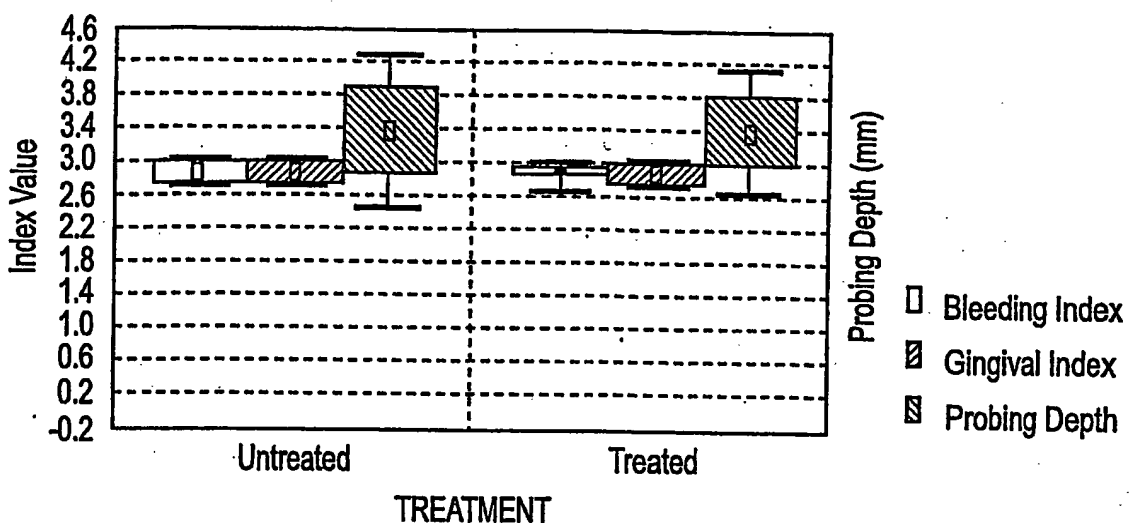 4.6
4.2
3.8
3.4
3.0
2.6
2.2
1.8
1.4
1.0
0.6
0.2
-0.2
Index Value
Untreated
Treated
TREATMENT
Probing Depth (mm)
Bleeding Index
Gingival Index
Probing Depth